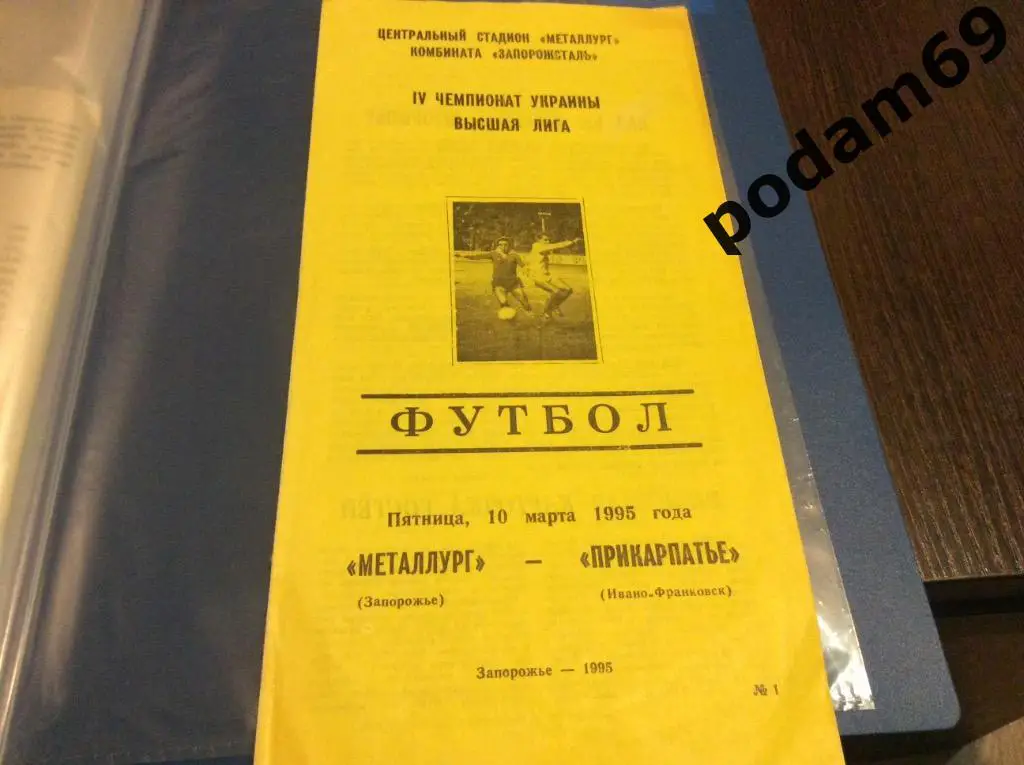 ЦЕНТРАЛЬНЫЙ СТАДИОН «МЕТАЛЛУРГ»
КОМБИНАТА «ЗАПОРОЖСТАЛЬ»
IV ЧЕМПИОНАТ УКРАИНЫ
ВЫСШАЯ ЛИГА
ФУТБОЛ
Пятница, 10 марта 1995 года
«МЕТАЛЛУРГ» — «ПРИКАРПАТЬЕ»
(Запорожье) (Ивано-Франковск)
Запорожье — 1995
№ 1
podam69